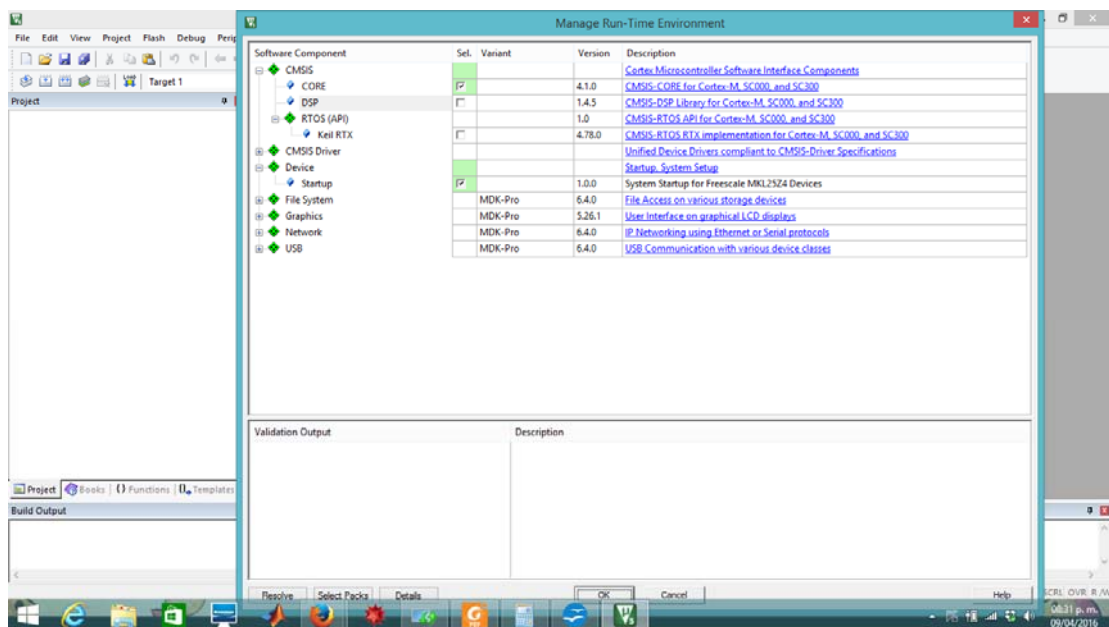 Manage Run-Time Environment
File Edit View Project Flash Debug Perip
Target 1
Project
Software Component Sel. Variant Version Description
CMSIS Cortex Microcontroller Software Interface Components
CORE 4.1.0 CMSIS-CORE for Cortex-M, SC000, and SC300
DSP 1.4.5 CMSIS-DSP Library for Cortex-M, SC000, and SC300
RTOS (API) 1.0 CMSIS-RTOS API for Cortex-M, SC000, and SC300
Keil RTX 4.78.0 CMSIS-RTOS RTX implementation for Cortex-M, SC000, and SC300
CMSIS Driver Unified Device Drivers compliant to CMSIS-Driver Specifications
Device Startup, System Setup
Startup 1.0.0 System Startup for Freescale MKL25Z4 Devices
File System MDK-Pro 6.4.0 File Access on various storage devices
Graphics MDK-Pro 5.26.1 User Interface on graphical LCD displays
Network MDK-Pro 6.4.0 IP Networking using Ethernet or Serial protocols
USB MDK-Pro 6.4.0 USB Communication with various device classes
Validation Output Description
Project Books {} Functions Templates
Build Output
Resolve Select Packs Details OK Cancel Help
SCRL OVR R/W
08:31 p. m.
09/04/2016